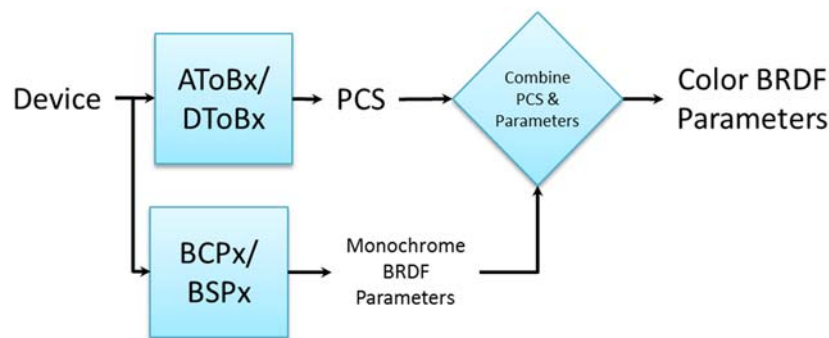 Device
AToBx/
DToBx
PCS
Combine
PCS &
Parameters
Color BRDF
Parameters
BCPx/
BSPx
Monochrome
BRDF
Parameters